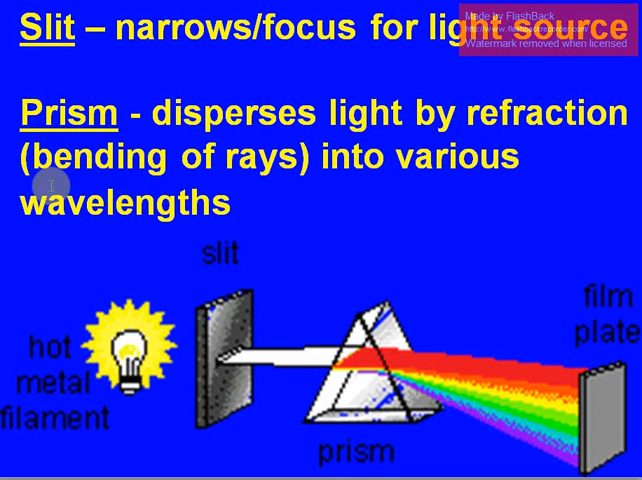 Slit – narrows/focus for light source
Made by FlashBack
Watermark removed when licensed
Prism - disperses light by refraction
(bending of rays) into various
wavelengths
slit
film
plate
hot
metal
filament
prism